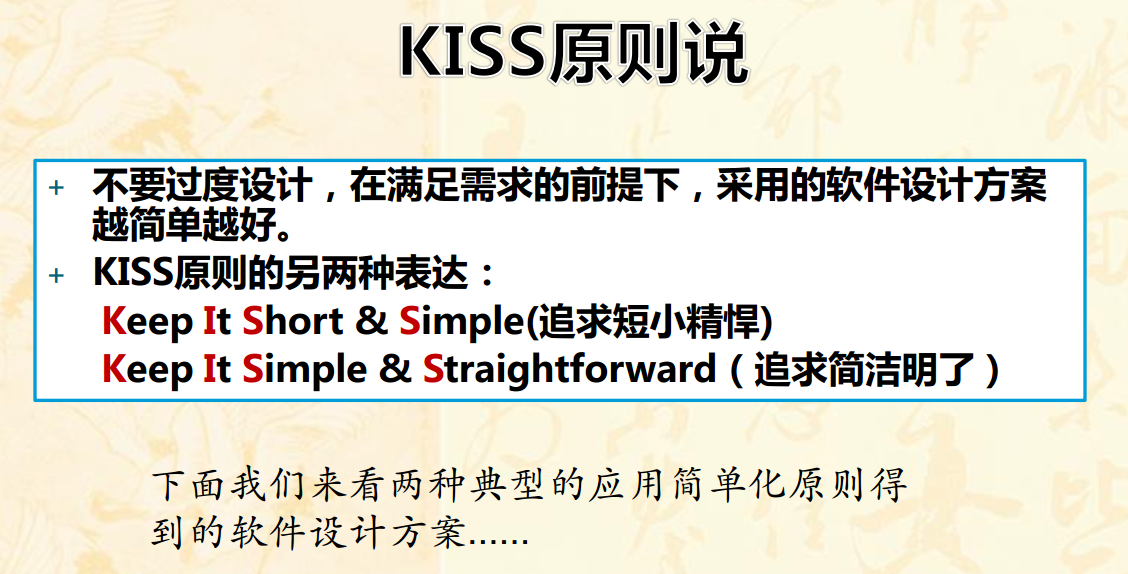 KISS原则说
+ 不要过度设计，在满足需求的前提下，采用的软件设计方案
越简单越好。
+ KISS原则的另两种表达：
Keep It Short & Simple(追求短小精悍)
Keep It Simple & Straightforward（追求简洁明了）
下面我们来看两种典型的应用简单化原则得
到的软件设计方案......